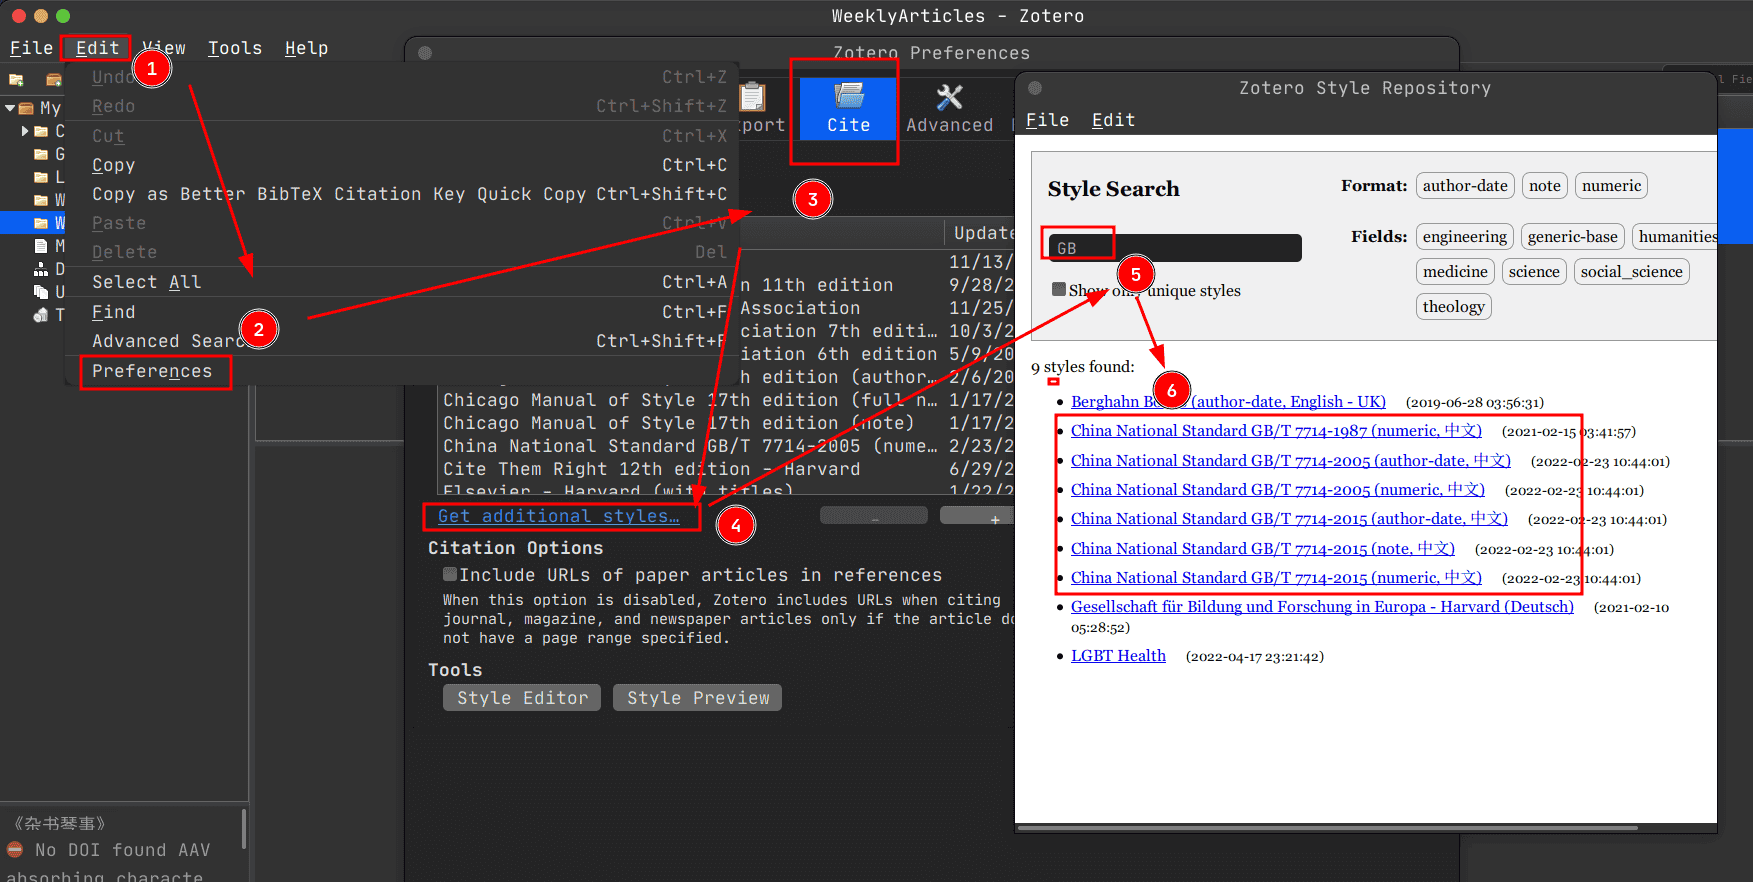 WeeklyArticles - Zotero
File Edit View Tools Help
1
Undo Ctrl+Z
Redo Ctrl+Shift+Z
Cut Ctrl+X
Copy Ctrl+C
Copy as Better BibTeX Citation Key Quick Copy Ctrl+Shift+C
Paste Ctrl+V
Delete Del
Select All Ctrl+A
Find Ctrl+F
Advanced Search Ctrl+Shift+F
2
Preferences
My
C
G
L
W
W
M
D
U
T
《杂书琴事》
No DOI found AAV
absorbing characte
Zotero Preferences
port
Cite
Advanced
3
Update
11/13/
n 11th edition 9/28/2
Association 11/25/
ciation 7th editi… 10/3/2
iation 6th edition 5/9/20
h edition (author… 2/6/20
Chicago Manual of Style 17th edition (full n… 1/17/2
Chicago Manual of Style 17th edition (note) 1/17/2
China National Standard GB/T 7714-2005 (nume… 2/23/2
Cite Them Right 12th edition - Harvard 6/29/2
Elsevier - Harvard (with titles) 1/22/2
Get additional styles…
4
- +
Citation Options
Include URLs of paper articles in references
When this option is disabled, Zotero includes URLs when citing
journal, magazine, and newspaper articles only if the article do
not have a page range specified.
Tools
Style Editor Style Preview
Zotero Style Repository
File Edit
Style Search
Format: author-date note numeric
GB
Fields: engineering generic-base humanities
medicine science social_science
theology
5
Show only unique styles
9 styles found:
6
Berghahn (author-date, English - UK) (2019-06-28 03:56:31)
China National Standard GB/T 7714-1987 (numeric, 中文) (2021-02-15 03:41:57)
China National Standard GB/T 7714-2005 (author-date, 中文) (2022-02-23 10:44:01)
China National Standard GB/T 7714-2005 (numeric, 中文) (2022-02-23 10:44:01)
China National Standard GB/T 7714-2015 (author-date, 中文) (2022-02-23 10:44:01)
China National Standard GB/T 7714-2015 (note, 中文) (2022-02-23 10:44:01)
China National Standard GB/T 7714-2015 (numeric, 中文) (2022-02-23 10:44:01)
Gesellschaft für Bildung und Forschung in Europa - Harvard (Deutsch) (2021-02-10
05:28:52)
LGBT Health (2022-04-17 23:21:42)